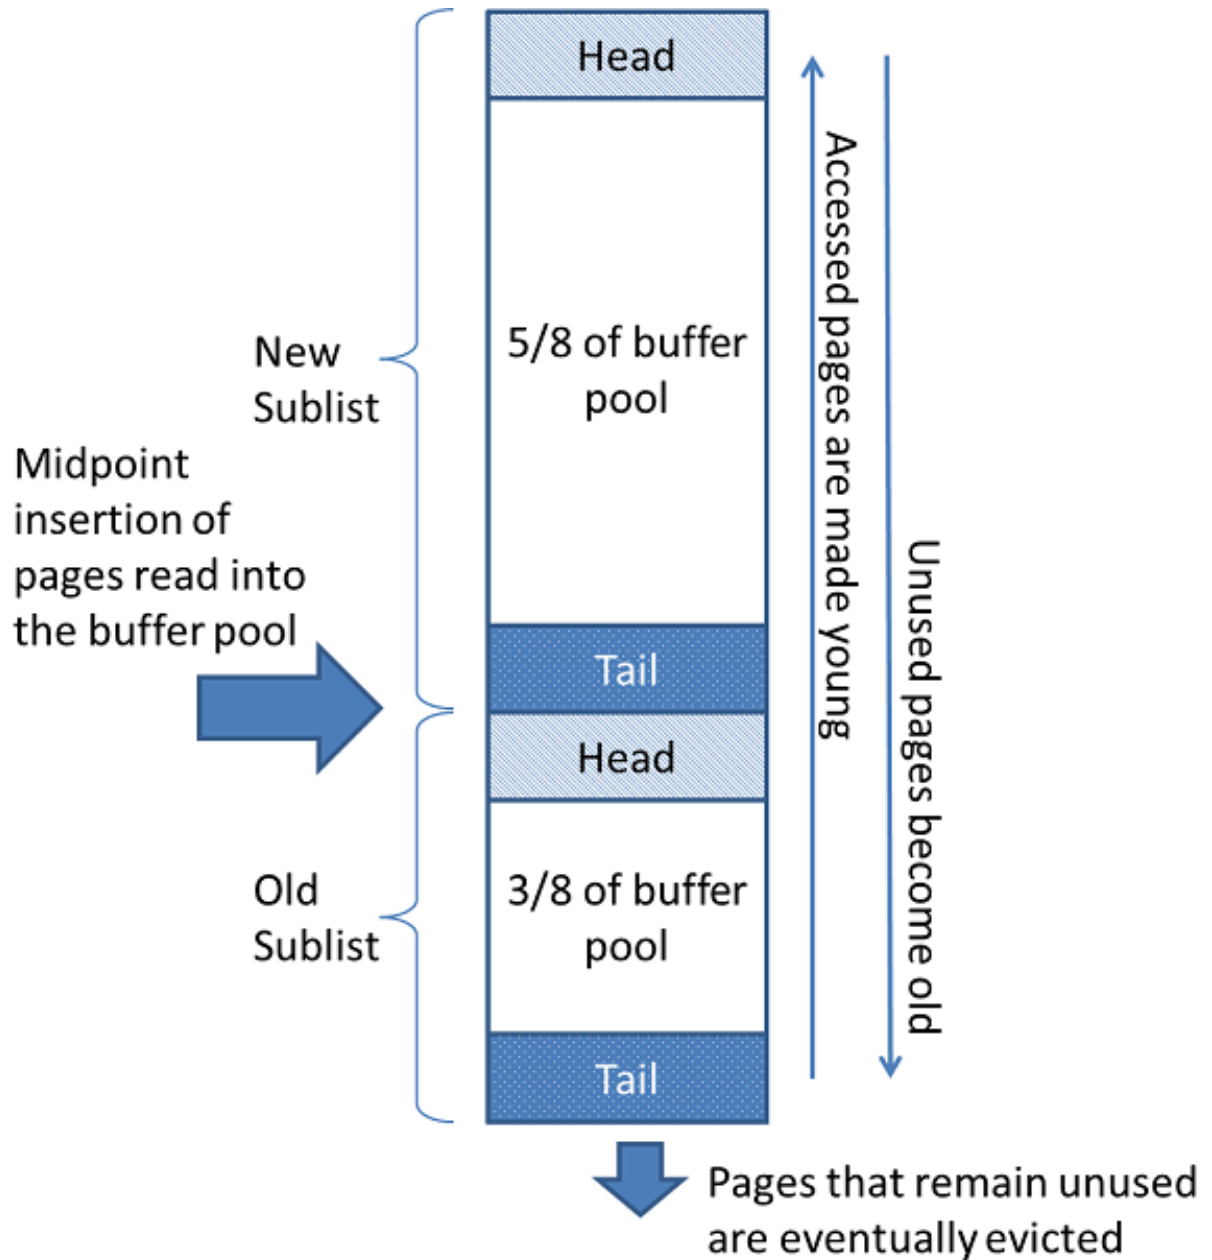 Head
5/8 of buffer
pool
New
Sublist
Midpoint
insertion of
pages read into
the buffer pool
Tail
Head
Old
Sublist
3/8 of buffer
pool
Tail
Accessed pages are made young
Unused pages become old
Pages that remain unused
are eventually evicted